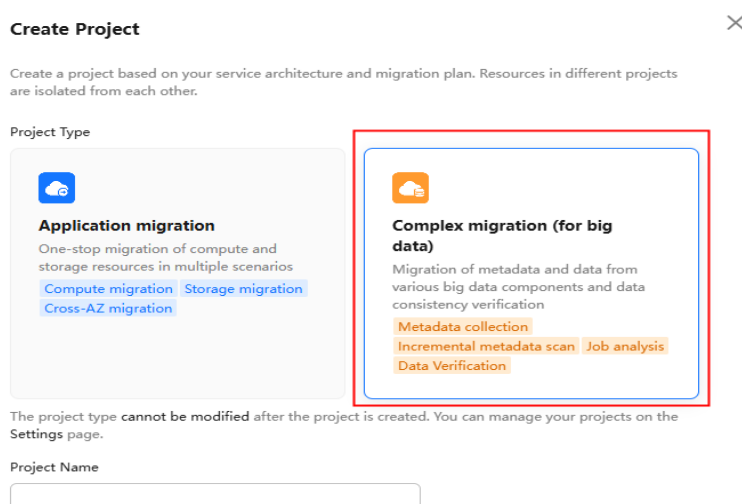 Create Project
Create a project based on your service architecture and migration plan. Resources in different projects
are isolated from each other.
Project Type
Application migration
One-stop migration of compute and
storage resources in multiple scenarios
Compute migration Storage migration
Cross-AZ migration
Complex migration (for big
data)
Migration of metadata and data from
various big data components and data
consistency verification
Metadata collection
Incremental metadata scan Job analysis
Data Verification
The project type cannot be modified after the project is created. You can manage your projects on the
Settings page.
Project Name